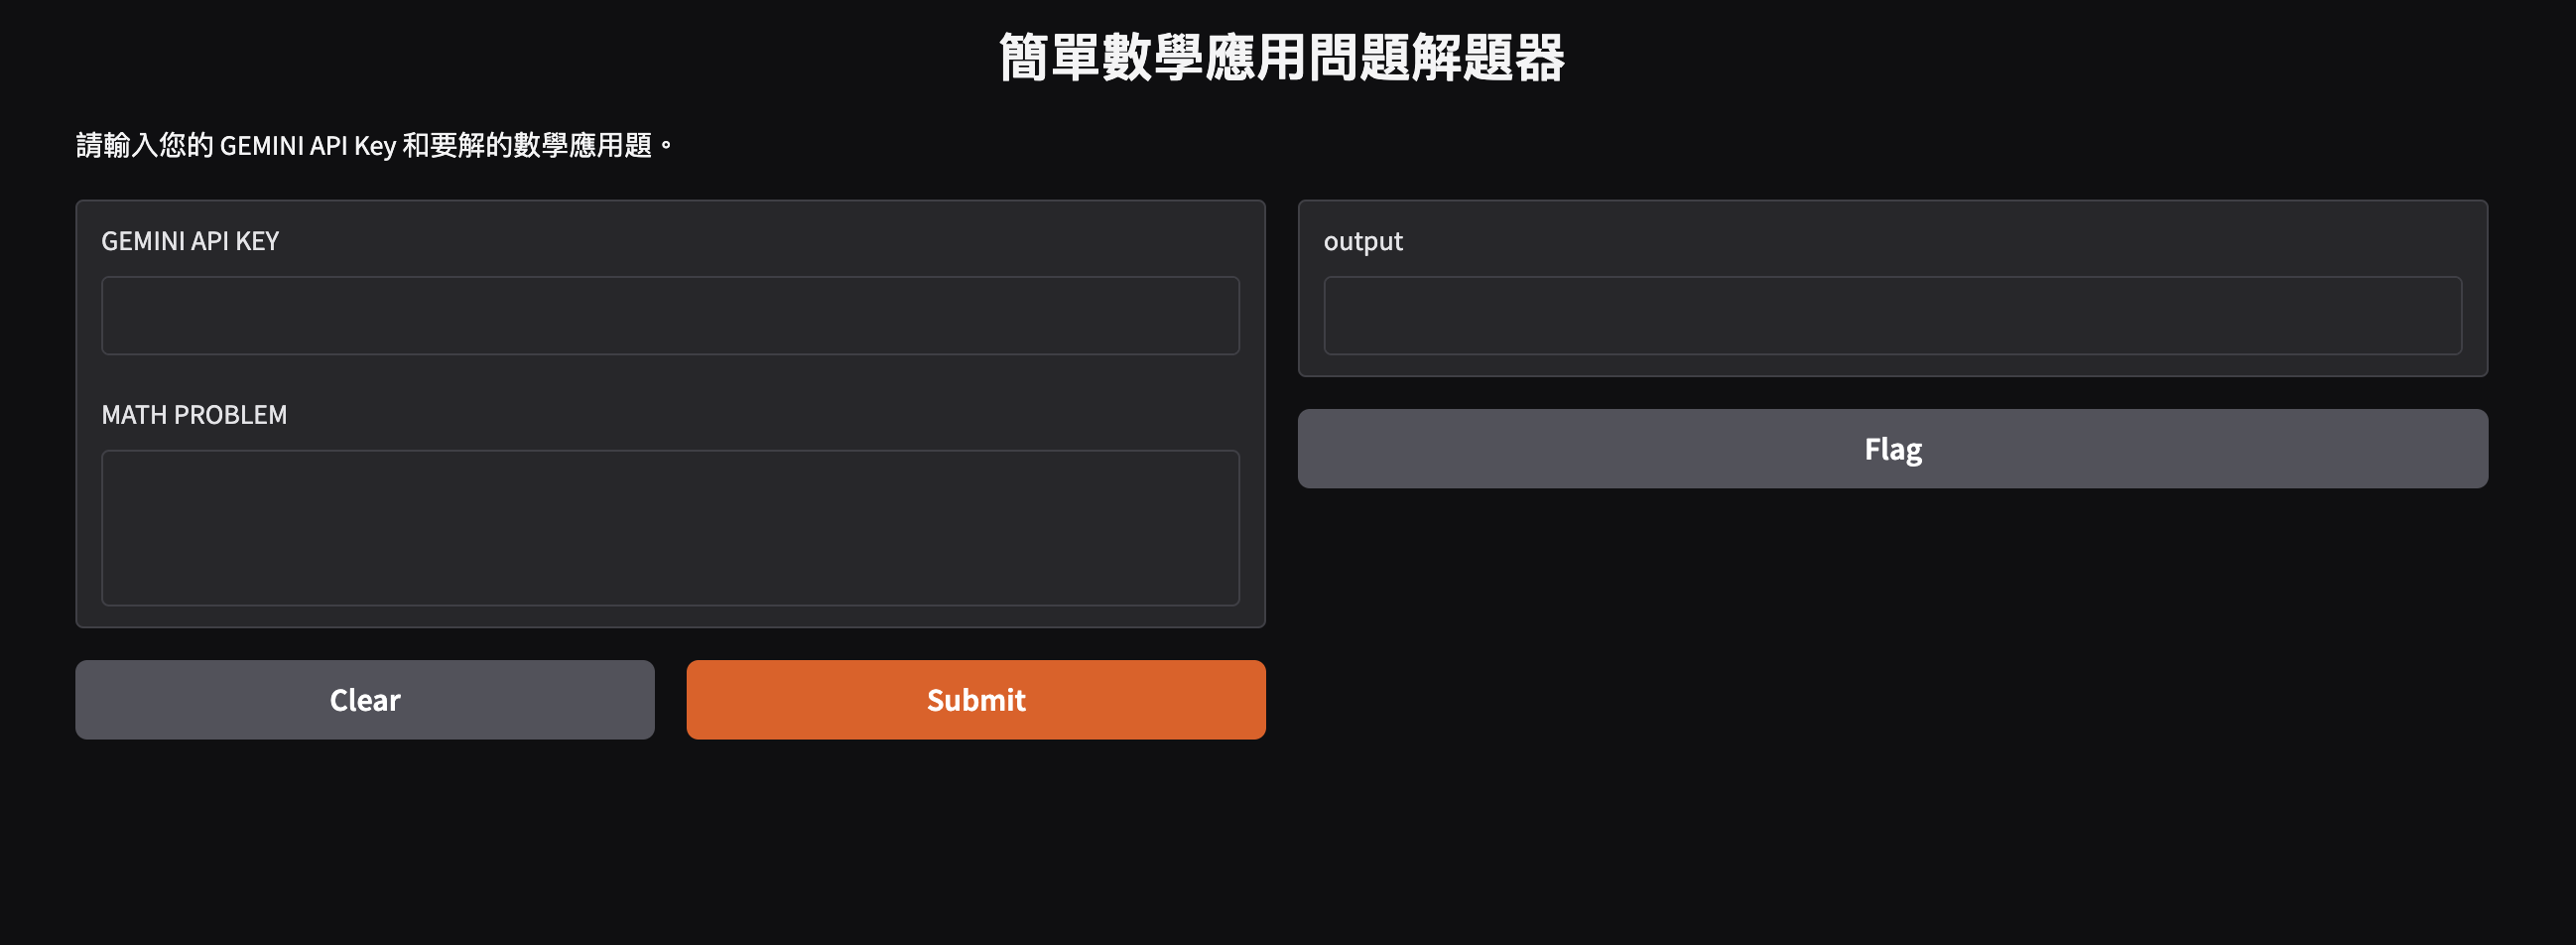 簡單數學應用問題解題器
請輸入您的 GEMINI API Key 和要解的數學應用題。
GEMINI API KEY
MATH PROBLEM
Clear
Submit
output
Flag